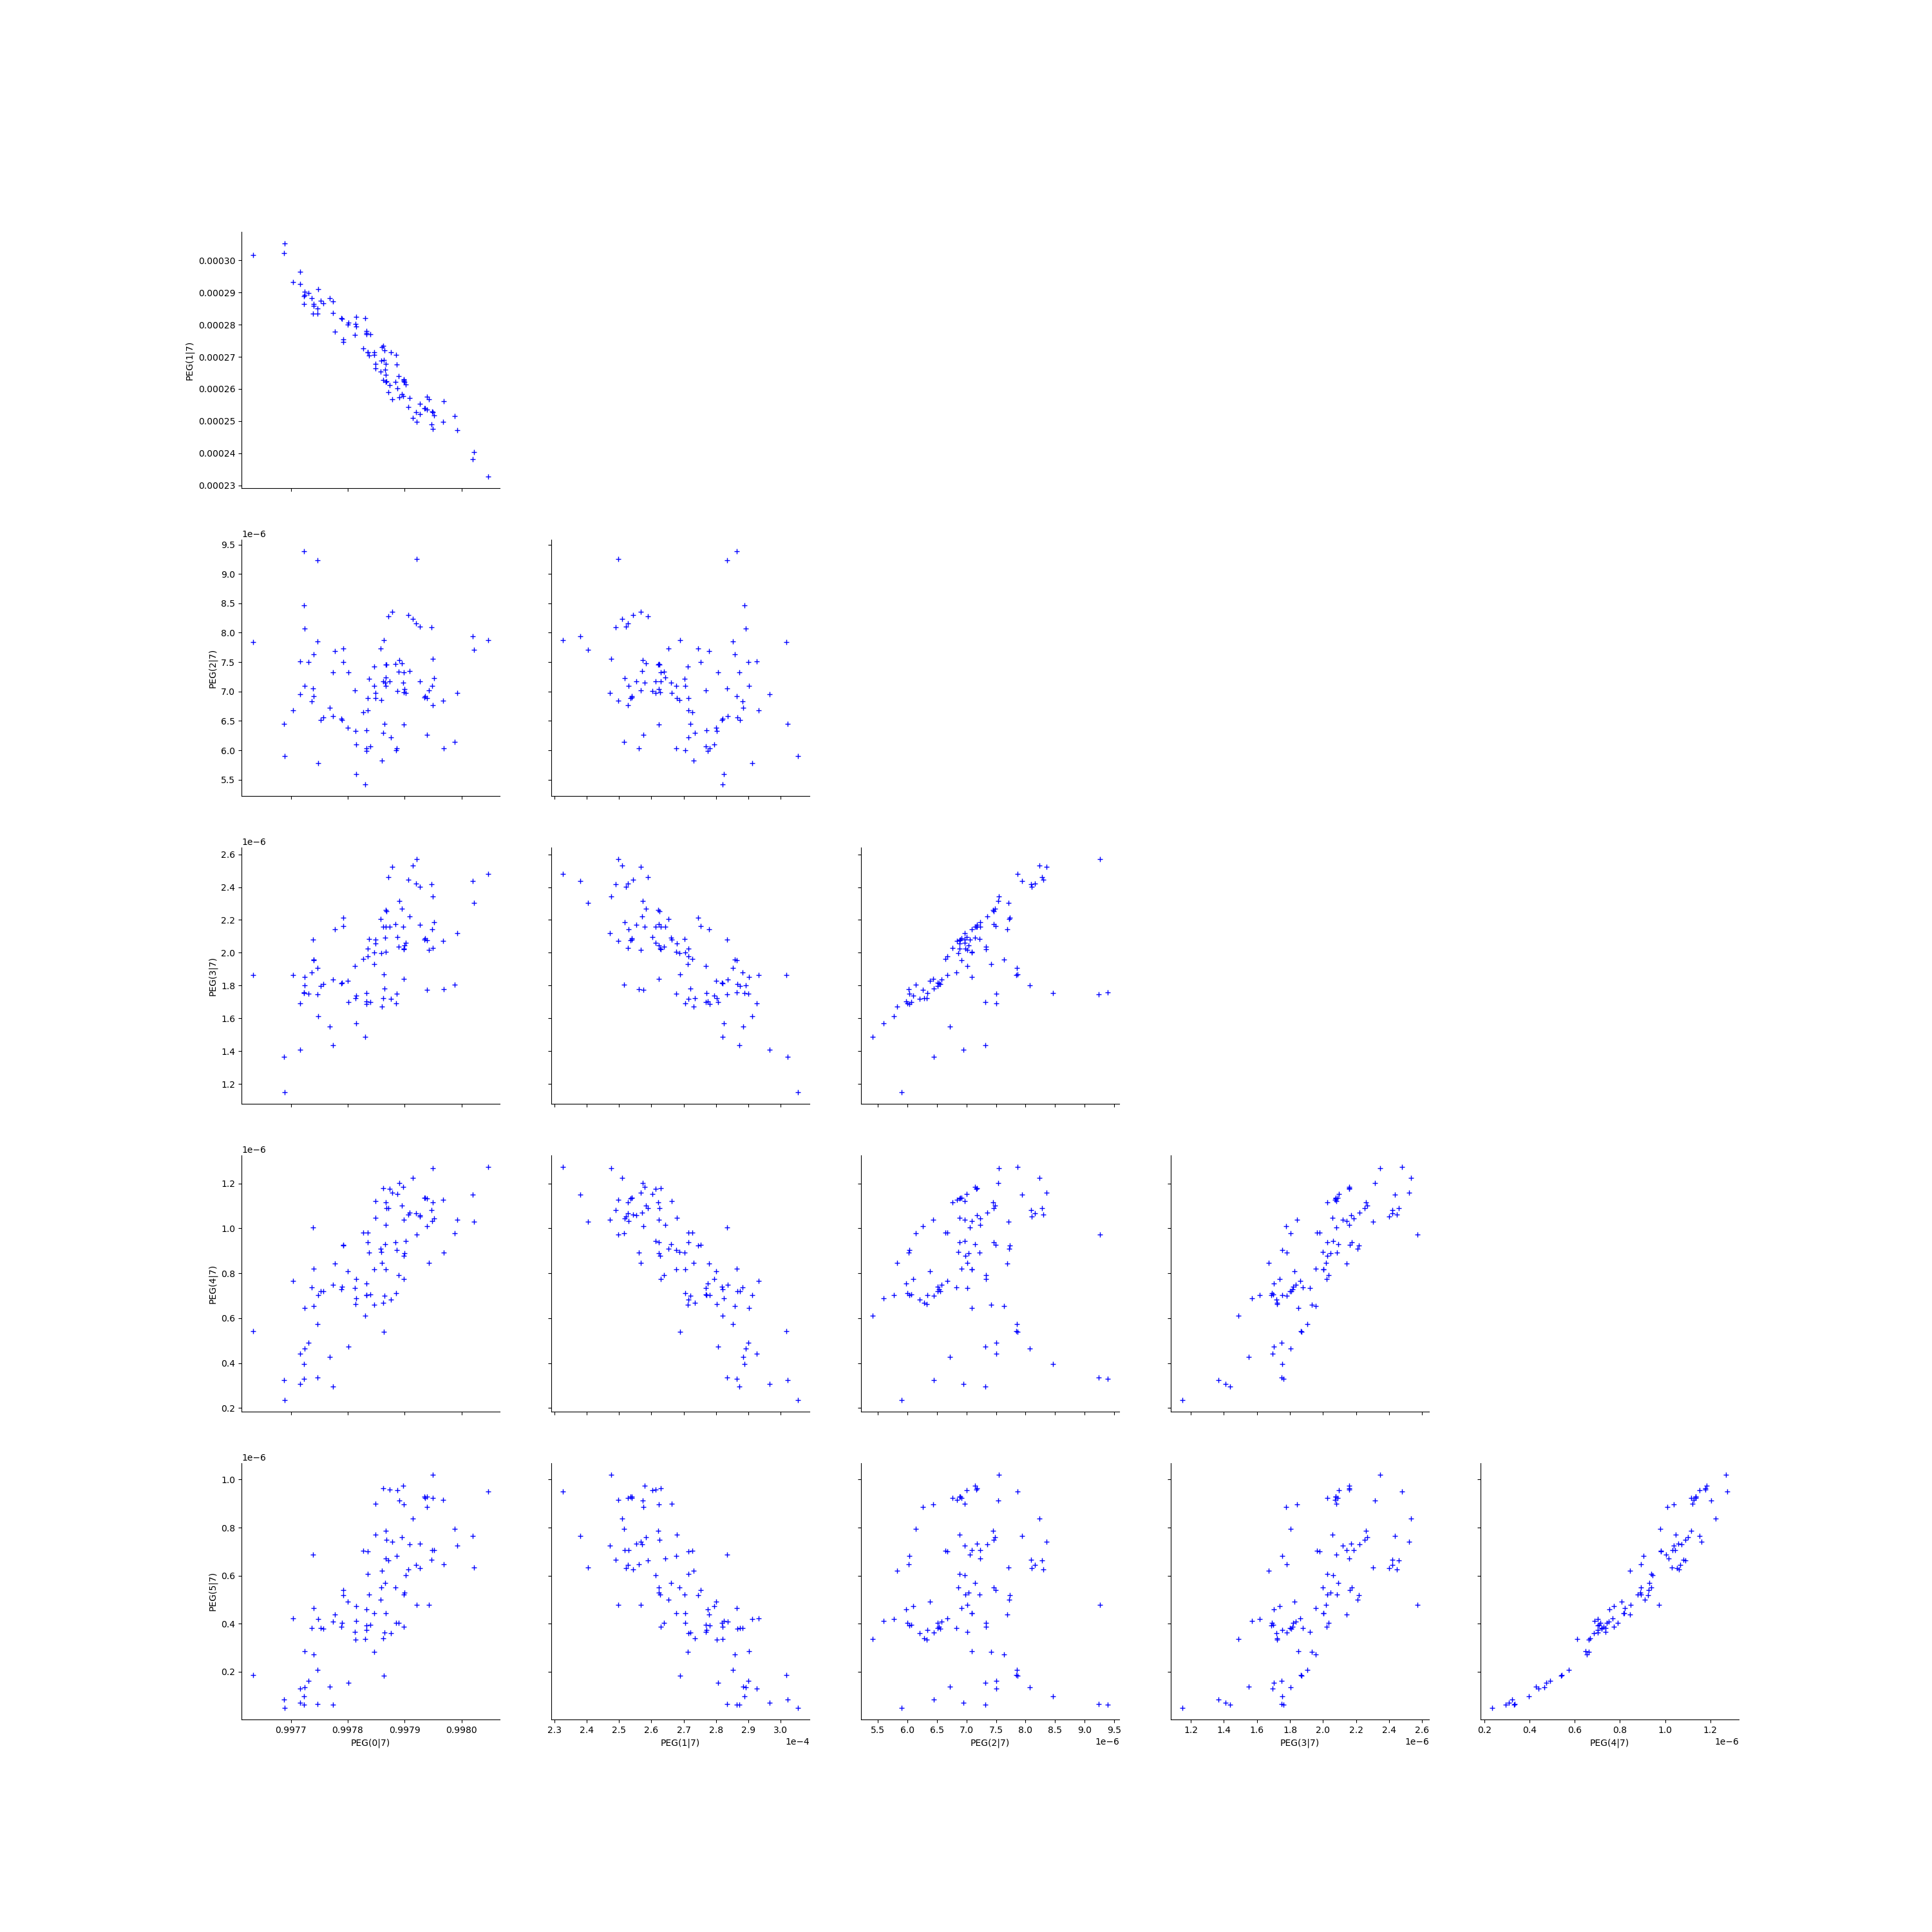 0.00030
0.00029
0.00028
0.00027
0.00026
0.00025
0.00024
0.00023
PEG(1|7)
1e−6
9.5
9.0
8.5
8.0
7.5
7.0
6.5
6.0
5.5
PEG(2|7)
1e−6
2.6
2.4
2.2
2.0
1.8
1.6
1.4
1.2
PEG(3|7)
1e−6
1.2
1.0
0.8
0.6
0.4
0.2
PEG(4|7)
1e−6
1.0
0.8
0.6
0.4
0.2
PEG(5|7)
0.9977 0.9978 0.9979 0.9980
PEG(0|7)
2.3 2.4 2.5 2.6 2.7 2.8 2.9 3.0
PEG(1|7) 1e−4
5.5 6.0 6.5 7.0 7.5 8.0 8.5 9.0 9.5
PEG(2|7) 1e−6
1.2 1.4 1.6 1.8 2.0 2.2 2.4 2.6
PEG(3|7) 1e−6
0.2 0.4 0.6 0.8 1.0 1.2
PEG(4|7) 1e−6